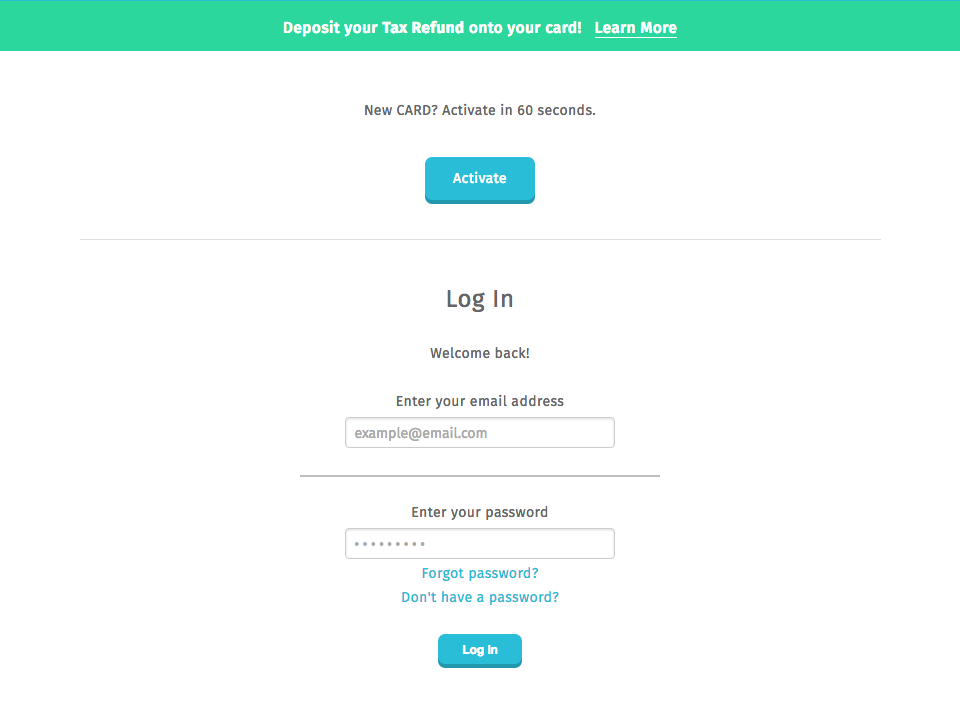 Deposit your Tax Refund onto your card! Learn More
New CARD? Activate in 60 seconds.
Activate
Log In
Welcome back!
Enter your email address
example@email.com
Enter your password
•••••••••
Forgot password?
Don't have a password?
Log In